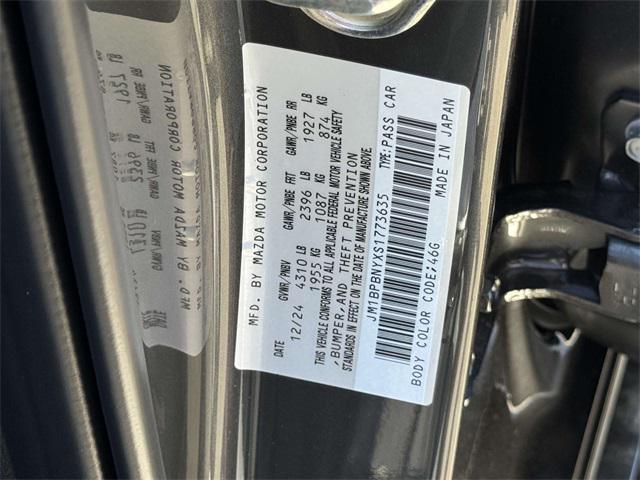 MFD. BY MAZDA MOTOR CORPORATION
DATE GVWR/PNBV GAWR/PNBE FRT GAWR/PNBE RR
12/24 4310 LB 2396 LB 1927 LB
1955 KG 1087 KG 874 KG
THIS VEHICLE CONFORMS TO ALL APPLICABLE FEDERAL MOTOR VEHICLE SAFETY
,BUMPER,AND THEFT PREVENTION
STANDARDS IN EFFECT ON THE DATE OF MANUFACTURE SHOWN ABOVE
JM1BPBNYXS1773635 TYPE: PASS CAR
BODY COLOR CODE;46G MADE IN JAPAN